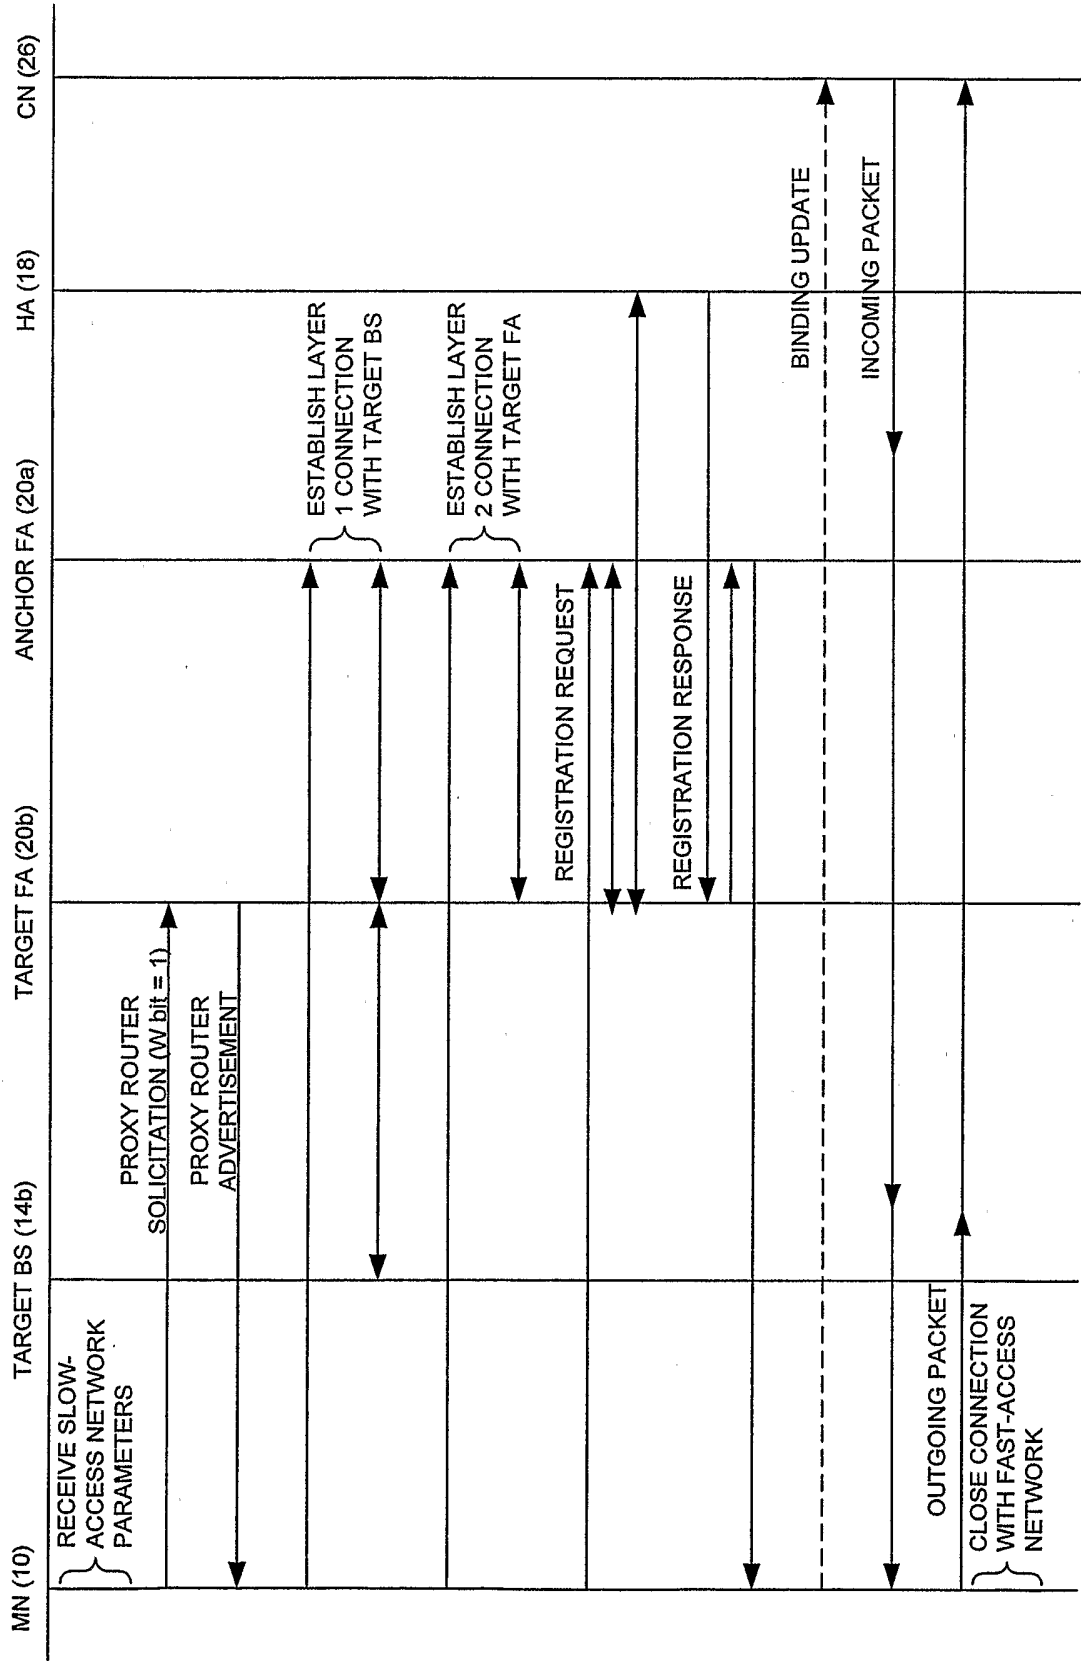 MN (10)
TARGET BS (14b)
TARGET FA (20b)
ANCHOR FA (20a)
HA (18)
CN (26)
RECEIVE SLOW-
ACCESS NETWORK
PARAMETERS
PROXY ROUTER
SOLICITATION (W bit = 1)
PROXY ROUTER
ADVERTISEMENT
ESTABLISH LAYER
1 CONNECTION
WITH TARGET BS
ESTABLISH LAYER
2 CONNECTION
WITH TARGET FA
REGISTRATION REQUEST
REGISTRATION RESPONSE
BINDING UPDATE
INCOMING PACKET
OUTGOING PACKET
CLOSE CONNECTION
WITH FAST-ACCESS
NETWORK